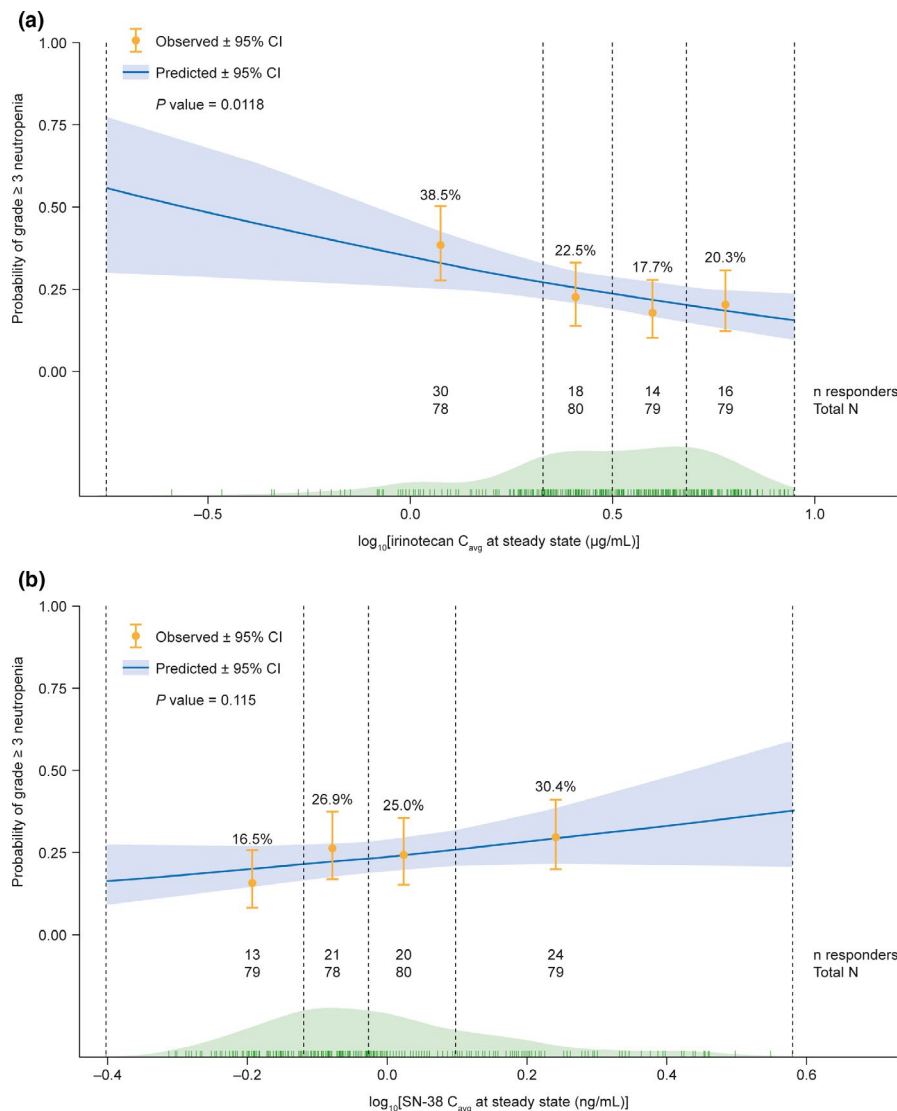 (a)
1.00
0.75
0.50
0.25
0.00
Probability of grade ≥ 3 neutropenia
Observed ± 95% CI
Predicted ± 95% CI
P value = 0.0118
38.5%
22.5%
17.7%
20.3%
30 18 14 16 n responders
78 80 79 79 Total N
–0.5 0.0 0.5 1.0
log10[irinotecan Cavg at steady state (µg/mL)]
(b)
1.00
0.75
0.50
0.25
0.00
Probability of grade ≥ 3 neutropenia
Observed ± 95% CI
Predicted ± 95% CI
P value = 0.115
16.5%
26.9%
25.0%
30.4%
13 21 20 24 n responders
79 78 80 79 Total N
–0.4 –0.2 0.0 0.2 0.4 0.6
log10[SN-38 Cavg at steady state (ng/mL)]